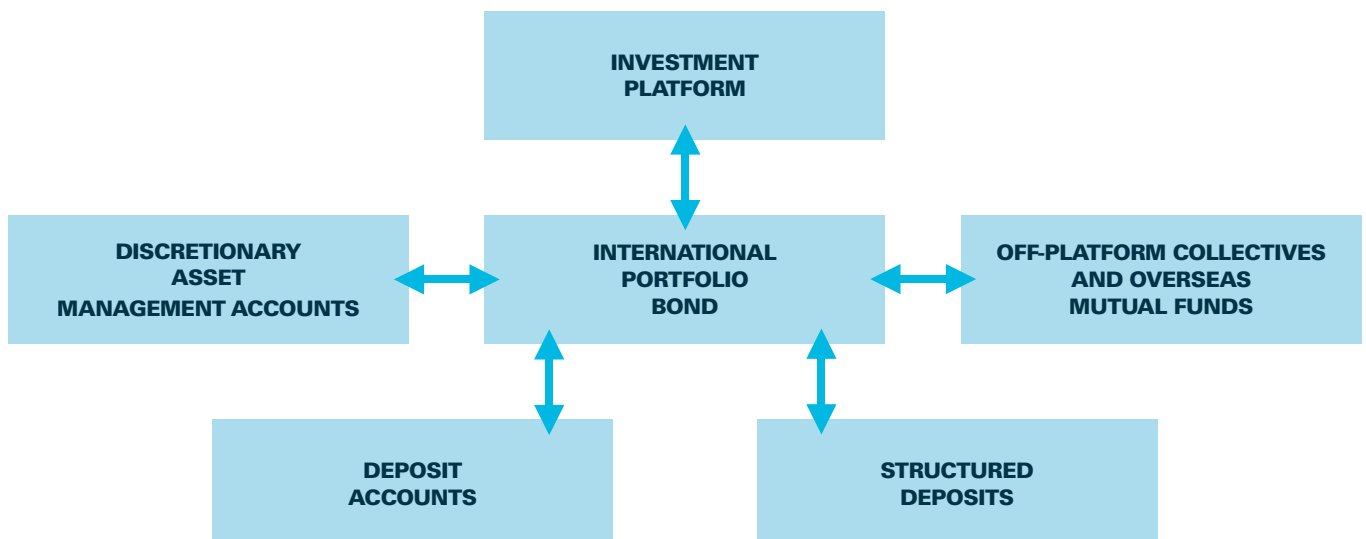 INVESTMENT
PLATFORM
DISCRETIONARY
ASSET
MANAGEMENT ACCOUNTS
INTERNATIONAL
PORTFOLIO
BOND
OFF-PLATFORM COLLECTIVES
AND OVERSEAS
MUTUAL FUNDS
DEPOSIT
ACCOUNTS
STRUCTURED
DEPOSITS